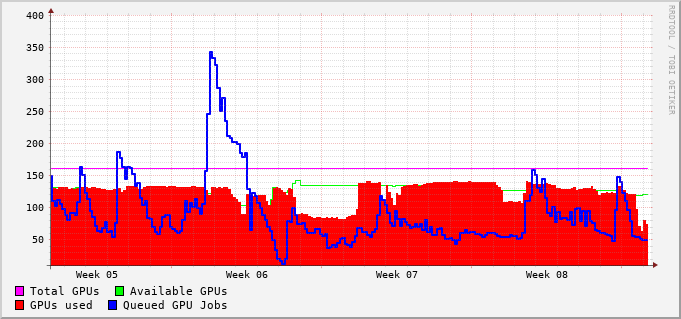 400
350
300
250
200
150
100
50
Week 05 Week 06 Week 07 Week 08
Total GPUs Available GPUs
GPUs used Queued GPU Jobs
RRDTOOL / TOBI OETIKER